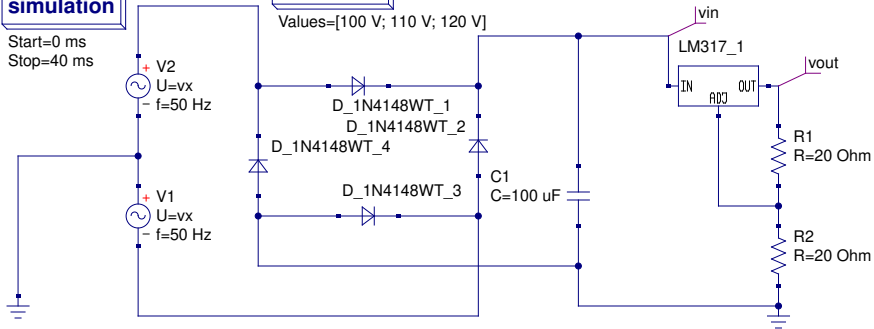 simulation
Start=0 ms
Stop=40 ms
Values=[100 V; 110 V; 120 V]
+ V2
U=vx
− f=50 Hz
+ V1
U=vx
− f=50 Hz
D_1N4148WT_1
D_1N4148WT_2
D_1N4148WT_4
D_1N4148WT_3
C1
C=100 uF
vin
LM317_1
IN
OUT
ADJ
vout
R1
R=20 Ohm
R2
R=20 Ohm